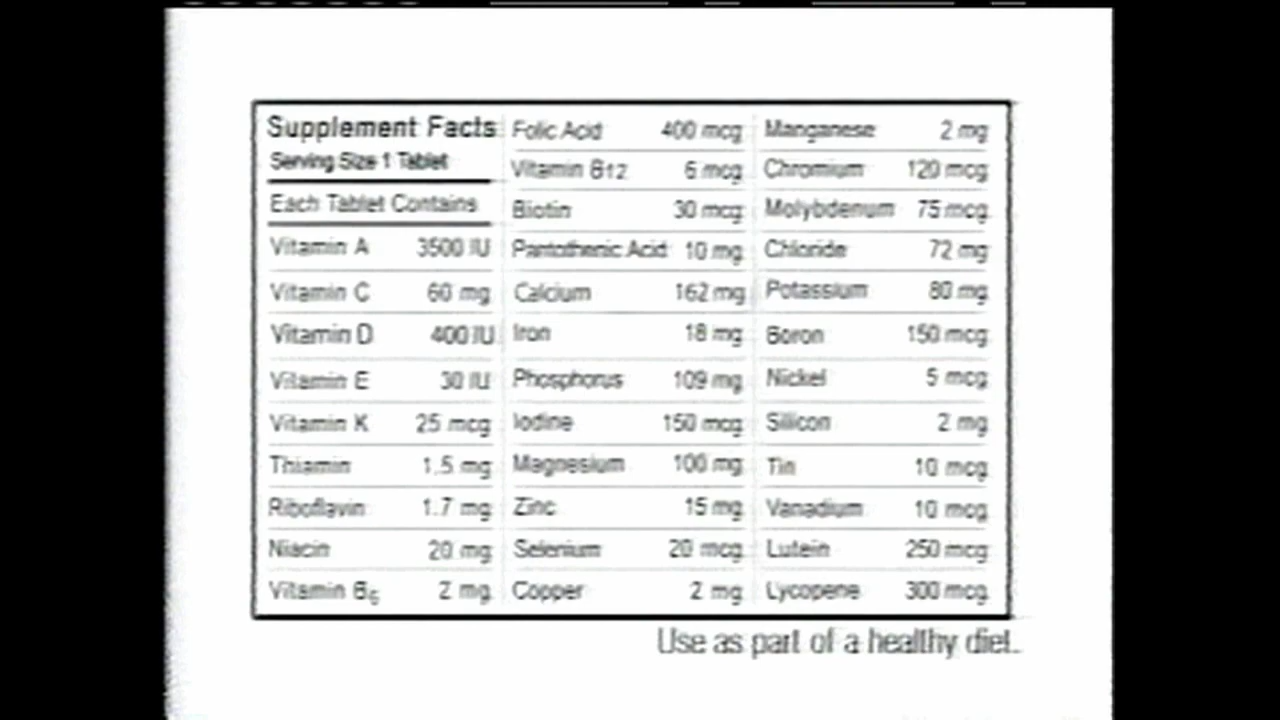 Supplement Facts
Serving Size 1 Tablet
Each Tablet Contains
Vitamin A 3500 IU
Vitamin C 60 mg
Vitamin D 400 IU
Vitamin E 30 IU
Vitamin K 25 mcg
Thiamin 1.5 mg
Riboflavin 1.7 mg
Niacin 20 mg
Vitamin B6 2 mg
Folic Acid 400 mcg
Vitamin B12 6 mcg
Biotin 30 mcg
Pantothenic Acid 10 mg
Calcium 162 mg
Iron 18 mg
Phosphorus 109 mg
Iodine 150 mcg
Magnesium 100 mg
Zinc 15 mg
Selenium 20 mcg
Copper 2 mg
Manganese 2 mg
Chromium 120 mcg
Molybdenum 75 mcg
Chloride 72 mg
Potassium 80 mg
Boron 150 mcg
Nickel 5 mcg
Silicon 2 mg
Tin 10 mcg
Vanadium 10 mcg
Lutein 250 mcg
Lycopene 300 mcg
Use as part of a healthy diet.